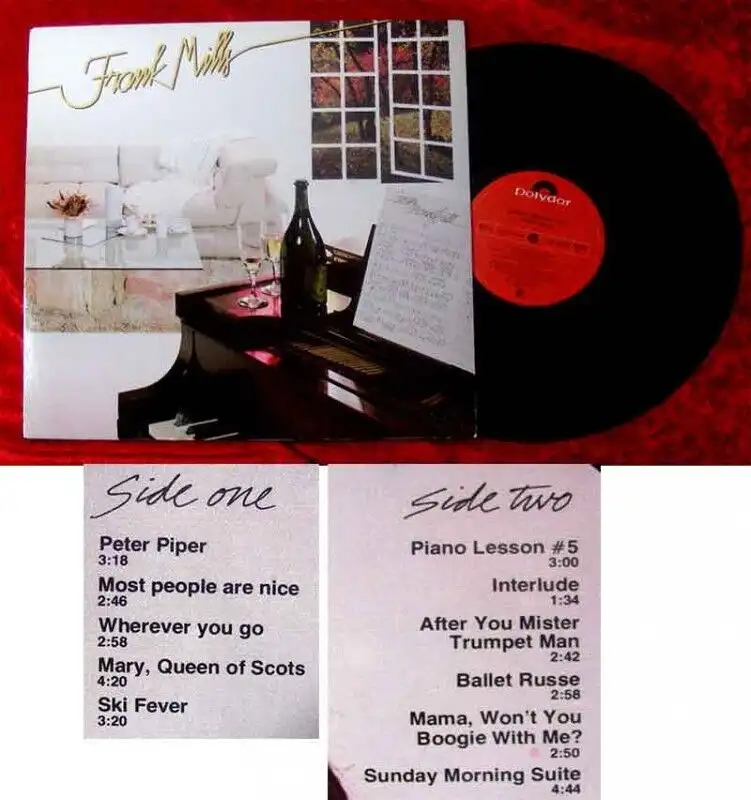 Frank Mills
polydor
Side one
Peter Piper
3:18
Most people are nice
2:46
Wherever you go
2:58
Mary, Queen of Scots
4:20
Ski Fever
3:20
Side two
Piano Lesson #5
3:00
Interlude
1:34
After You Mister
Trumpet Man
2:42
Ballet Russe
2:58
Mama, Won't You
Boogie With Me?
2:50
Sunday Morning Suite
4:44